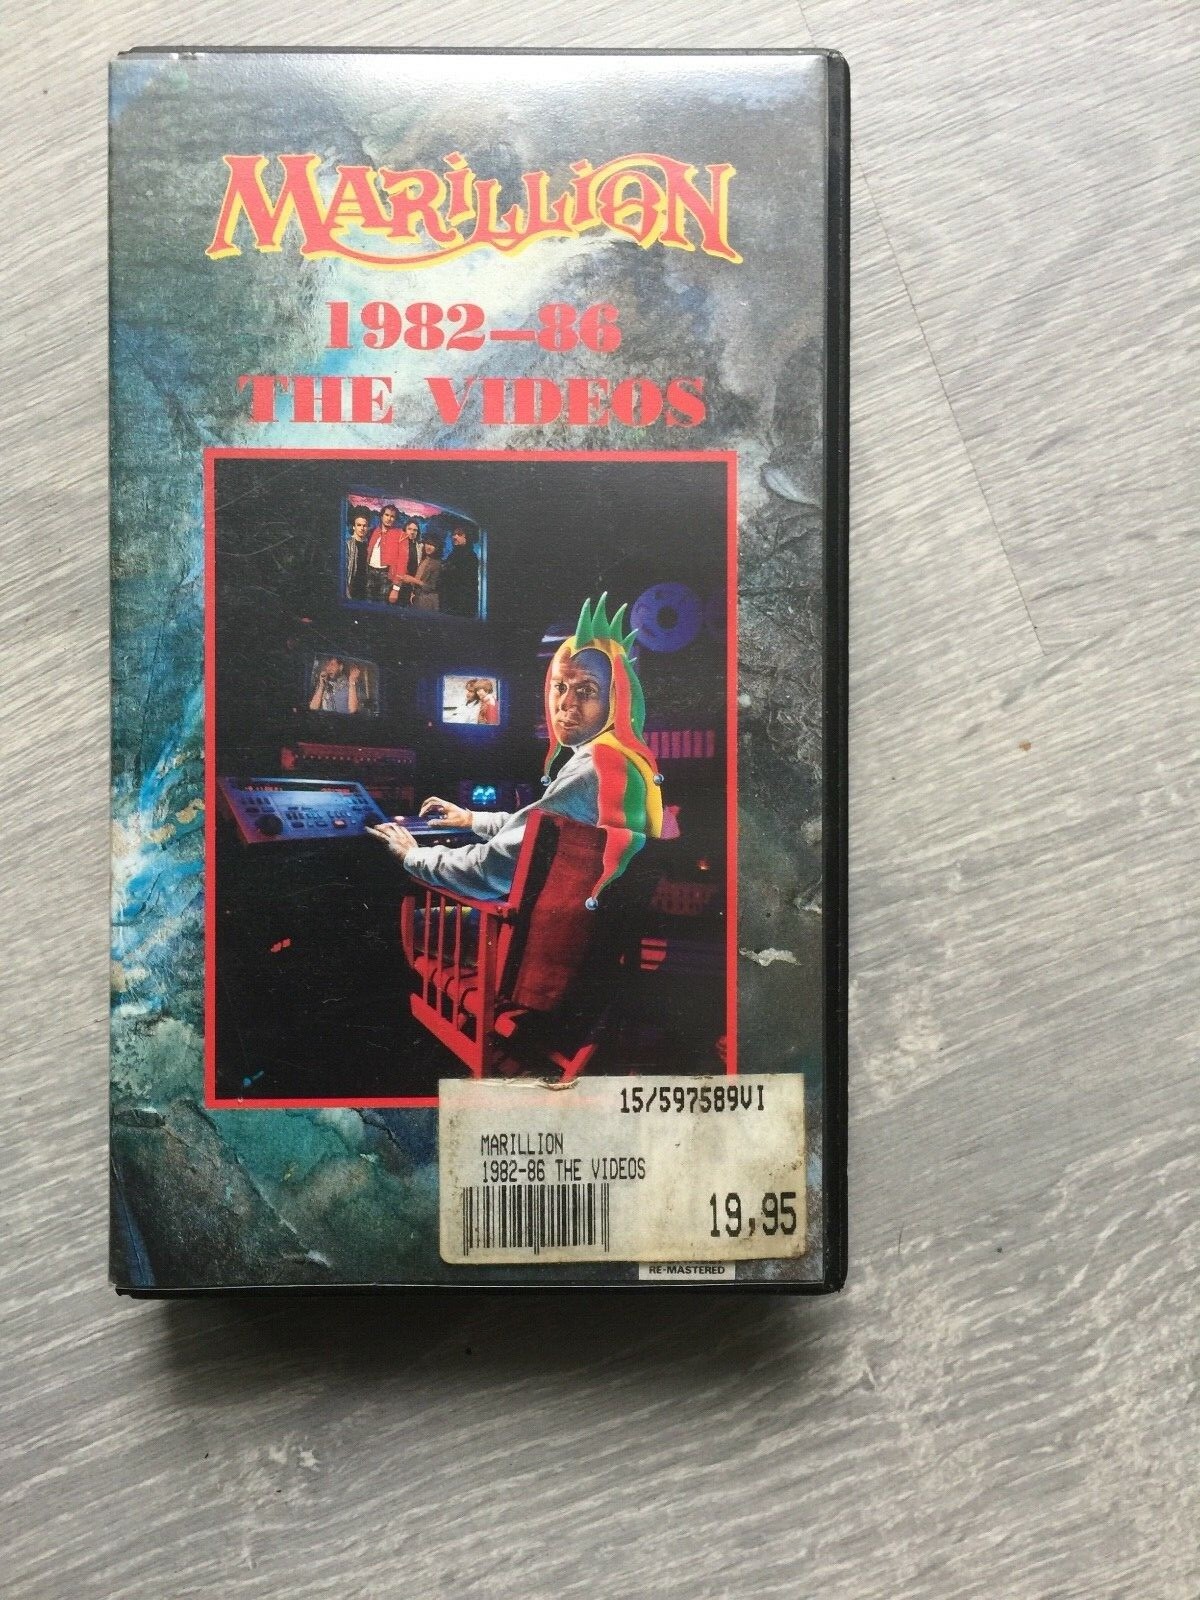 MARILLION
1982-86
THE VIDEOS
15/597589VI
MARILLION
1982-86 THE VIDEOS
19,95
RE-MASTERED